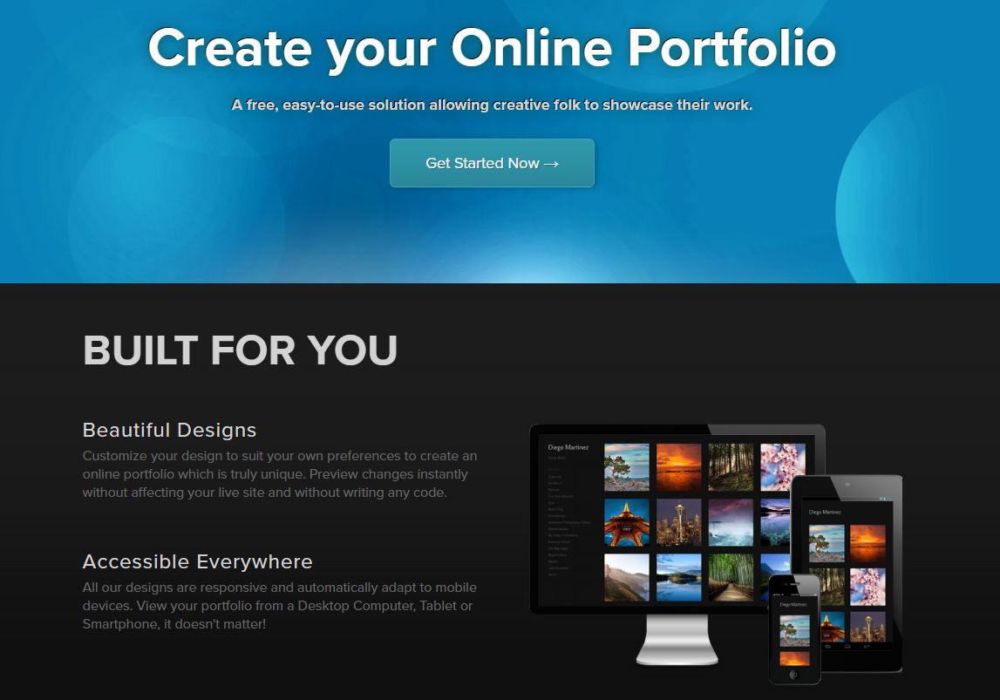 Create your Online Portfolio
A free, easy-to-use solution allowing creative folk to showcase their work.
Get Started Now →
BUILT FOR YOU
Beautiful Designs
Customize your design to suit your own preferences to create an
online portfolio which is truly unique. Preview changes instantly
without affecting your live site and without writing any code.
Accessible Everywhere
All our designs are responsive and automatically adapt to mobile
devices. View your portfolio from a Desktop Computer, Tablet or
Smartphone, it doesn't matter!
Diego Martinez
Diego Martinez
Diego Martinez